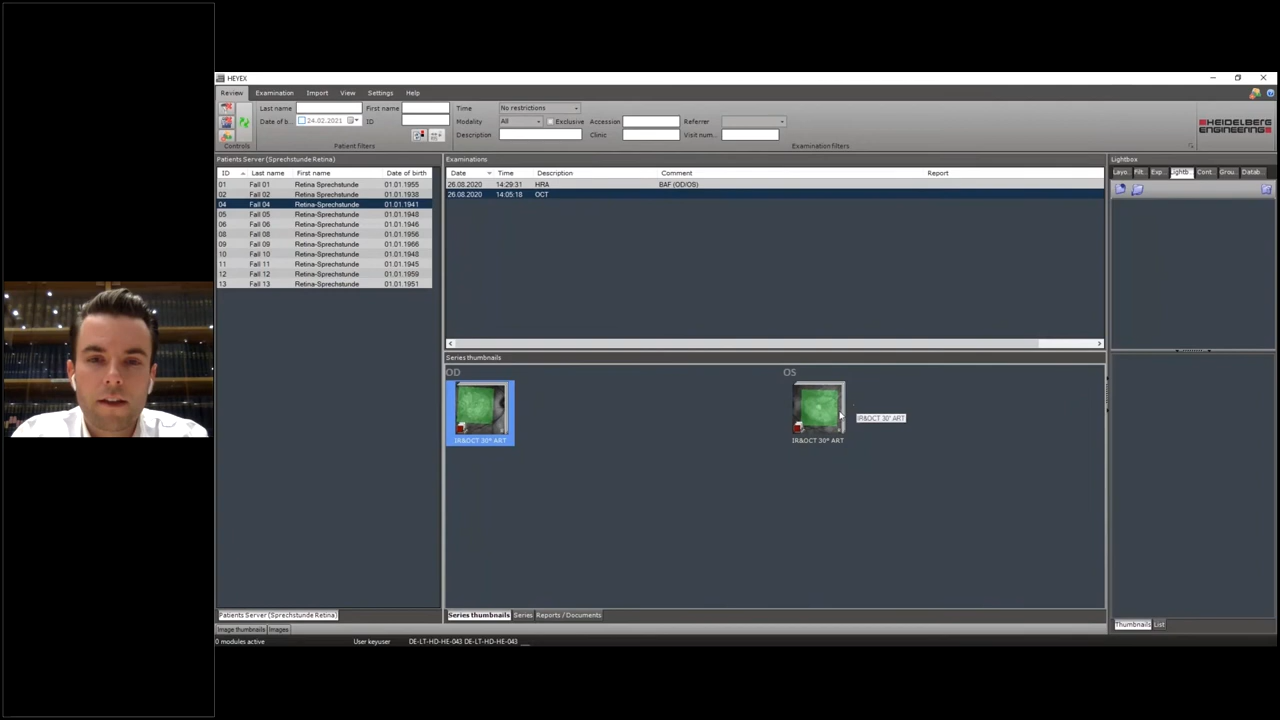 HEYEX
Review Examination Import View Settings Help
Last name First name Time No restrictions
Date of b... 24.02.2021 ID Modality All Exclusive Accession Referrer
Description Clinic Visit num...
Controls Patient filters Examination filters
HEIDELBERG
ENGINEERING
Patients Server (Sprechstunde Retina)
ID Last name First name Date of birth
01 Fall 01 Retina Sprechstunde 01.01.1955
02 Fall 02 Retina-Sprechstunde 01.01.1938
04 Fall 04 Retina-Sprechstunde 01.01.1941
05 Fall 05 Retina-Sprechstunde 01.01.1948
06 Fall 06 Retina-Sprechstunde 01.01.1946
08 Fall 08 Retina-Sprechstunde 01.01.1956
09 Fall 09 Retina-Sprechstunde 01.01.1966
10 Fall 10 Retina-Sprechstunde 01.01.1948
11 Fall 11 Retina-Sprechstunde 01.01.1945
12 Fall 12 Retina-Sprechstunde 01.01.1959
13 Fall 13 Retina-Sprechstunde 01.01.1951
Examinations
Date Time Description Comment Report
26.08.2020 14:29:31 HRA BAF (OD/OS)
26.08.2020 14:05:18 OCT
Series thumbnails
OD OS
IR&OCT 30° ART
IR&OCT 30° ART
IR&OCT 30° ART
Lightbox
Layo.. Filt... Exp... Lightb... Cont... Grou... Datab...
Patients Server (Sprechstunde Retina)
Series thumbnails Series Reports / Documents
Thumbnails List
Image thumbnails Images
0 modules active User keyuser DE-LT-HD-HE-043 DE-LT-HD-HE-043